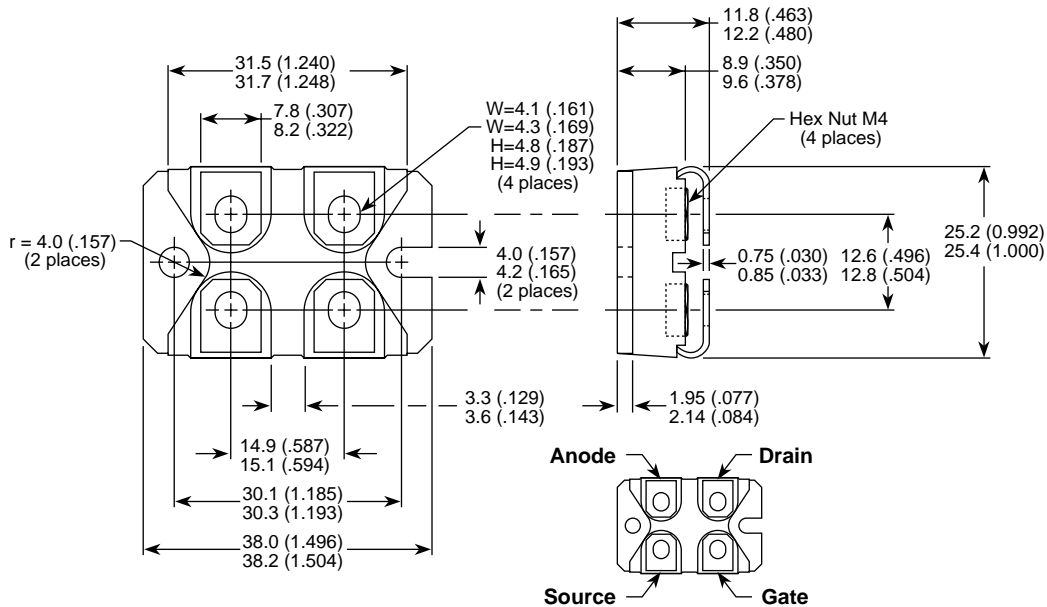 11.8 (.463)
12.2 (.480)
31.5 (1.240)
31.7 (1.248)
8.9 (.350)
9.6 (.378)
7.8 (.307)
8.2 (.322)
W=4.1 (.161)
W=4.3 (.169)
H=4.8 (.187)
H=4.9 (.193)
(4 places)
Hex Nut M4
(4 places)
r = 4.0 (.157)
(2 places)
4.0 (.157)
4.2 (.165)
(2 places)
0.75 (.030)
0.85 (.033)
12.6 (.496)
12.8 (.504)
25.2 (0.992)
25.4 (1.000)
3.3 (.129)
3.6 (.143)
1.95 (.077)
2.14 (.084)
14.9 (.587)
15.1 (.594)
30.1 (1.185)
30.3 (1.193)
38.0 (1.496)
38.2 (1.504)
Anode
Drain
Source
Gate